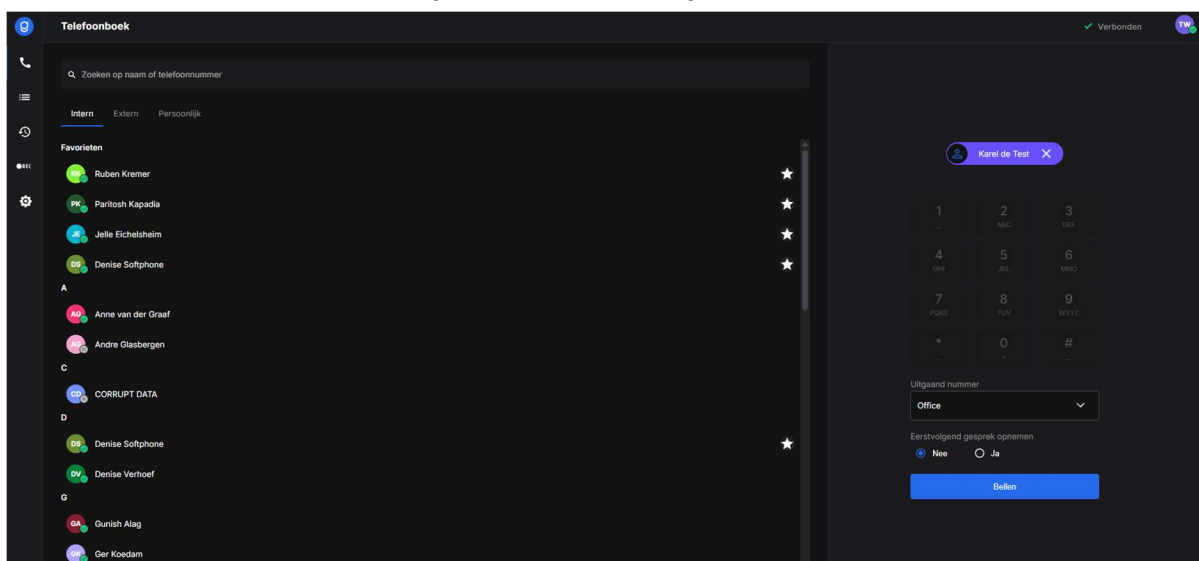 g
Telefoonboek
Verbonden
TW
Zoeken op naam of telefoonnummer
Intern Extern Persoonlijk
REC
Favorieten
RK Ruben Kremer
PK Paritosh Kapadia
JE Jelle Eichelsheim
DS Denise Softphone
A
AG Anne van der Graaf
AG Andre Glasbergen
C
CD CORRUPT DATA
D
DS Denise Softphone
DV Denise Verhoef
G
GA Gunish Alag
GK Ger Koedam
Karel de Test
1 2 3
ABC DEF
4 5 6
GHI JKL MNO
7 8 9
PQRS TUV WXYZ
* 0 #
+
Uitgaand nummer
Office
Eerstvolgend gesprek opnemen
Nee Ja
Bellen